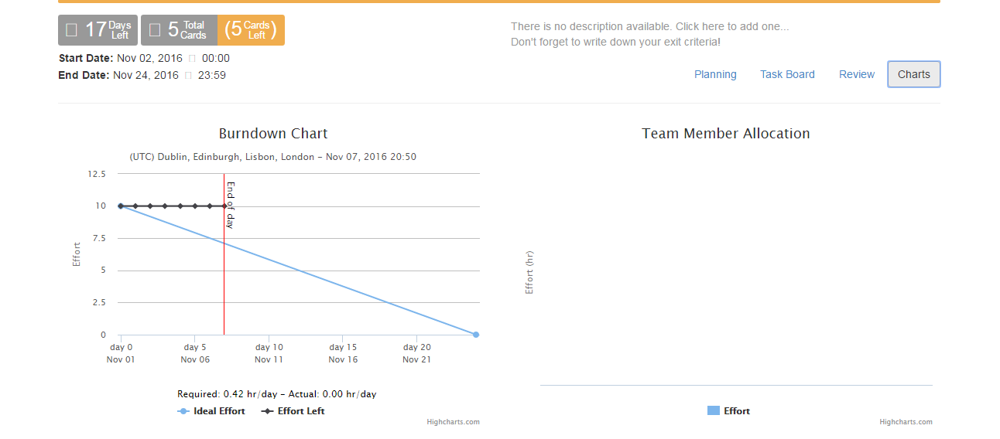 17 Days Left
5 Total Cards
(5 Cards Left)
There is no description available. Click here to add one...
Don't forget to write down your exit criteria!
Start Date: Nov 02, 2016 00:00
End Date: Nov 24, 2016 23:59
Planning
Task Board
Review
Charts
Burndown Chart
(UTC) Dublin, Edinburgh, Lisbon, London - Nov 07, 2016 20:50
Effort
12.5
10
7.5
5
2.5
0
End of day
day 0 day 5 day 10 day 15 day 20
Nov 01 Nov 06 Nov 11 Nov 16 Nov 21
Required: 0.42 hr/day - Actual: 0.00 hr/day
Ideal Effort Effort Left
Highcharts.com
Team Member Allocation
Effort (hr)
Effort
Highcharts.com